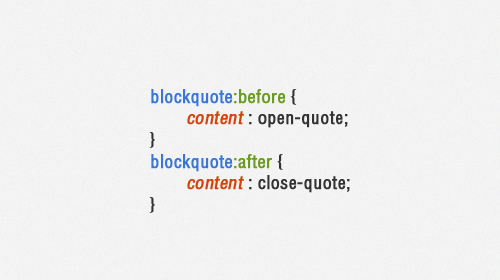 blockquote:before {
content : open-quote;
}
blockquote:after {
content : close-quote;
}